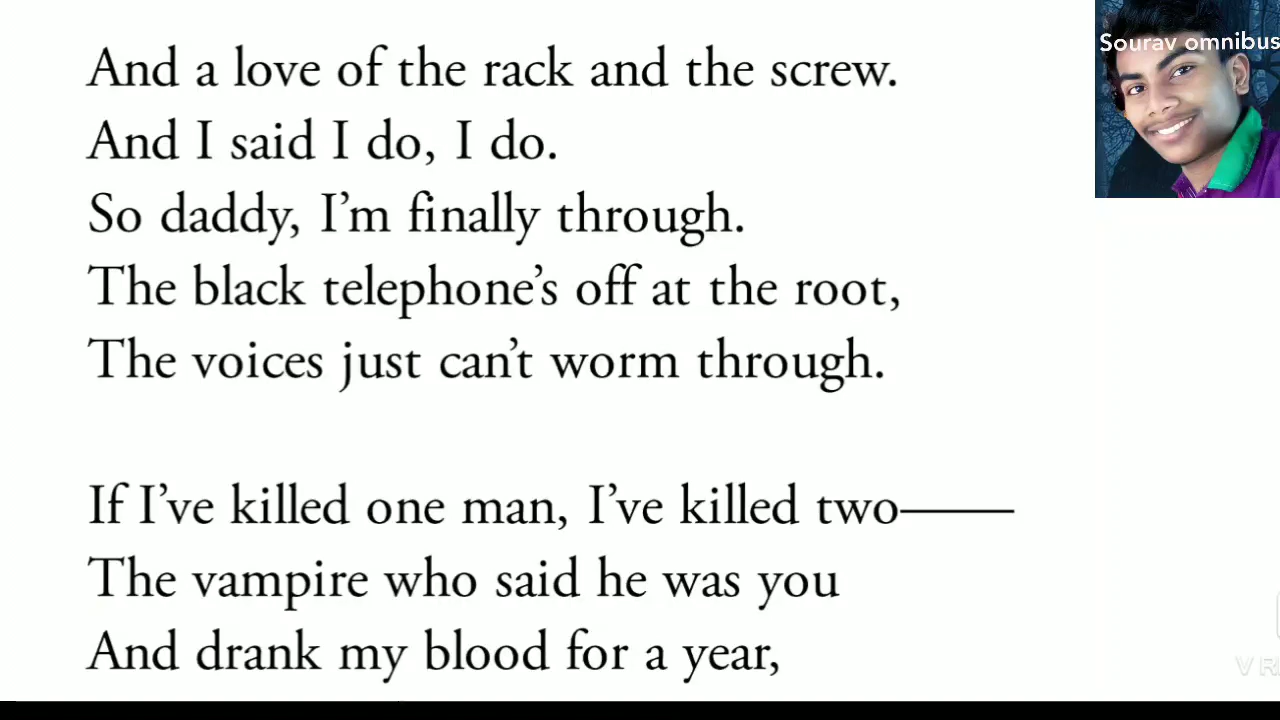 Sourav omnibus
And a love of the rack and the screw.
And I said I do, I do.
So daddy, I’m finally through.
The black telephone’s off at the root,
The voices just can’t worm through.
If I’ve killed one man, I’ve killed two——
The vampire who said he was you
And drank my blood for a year,